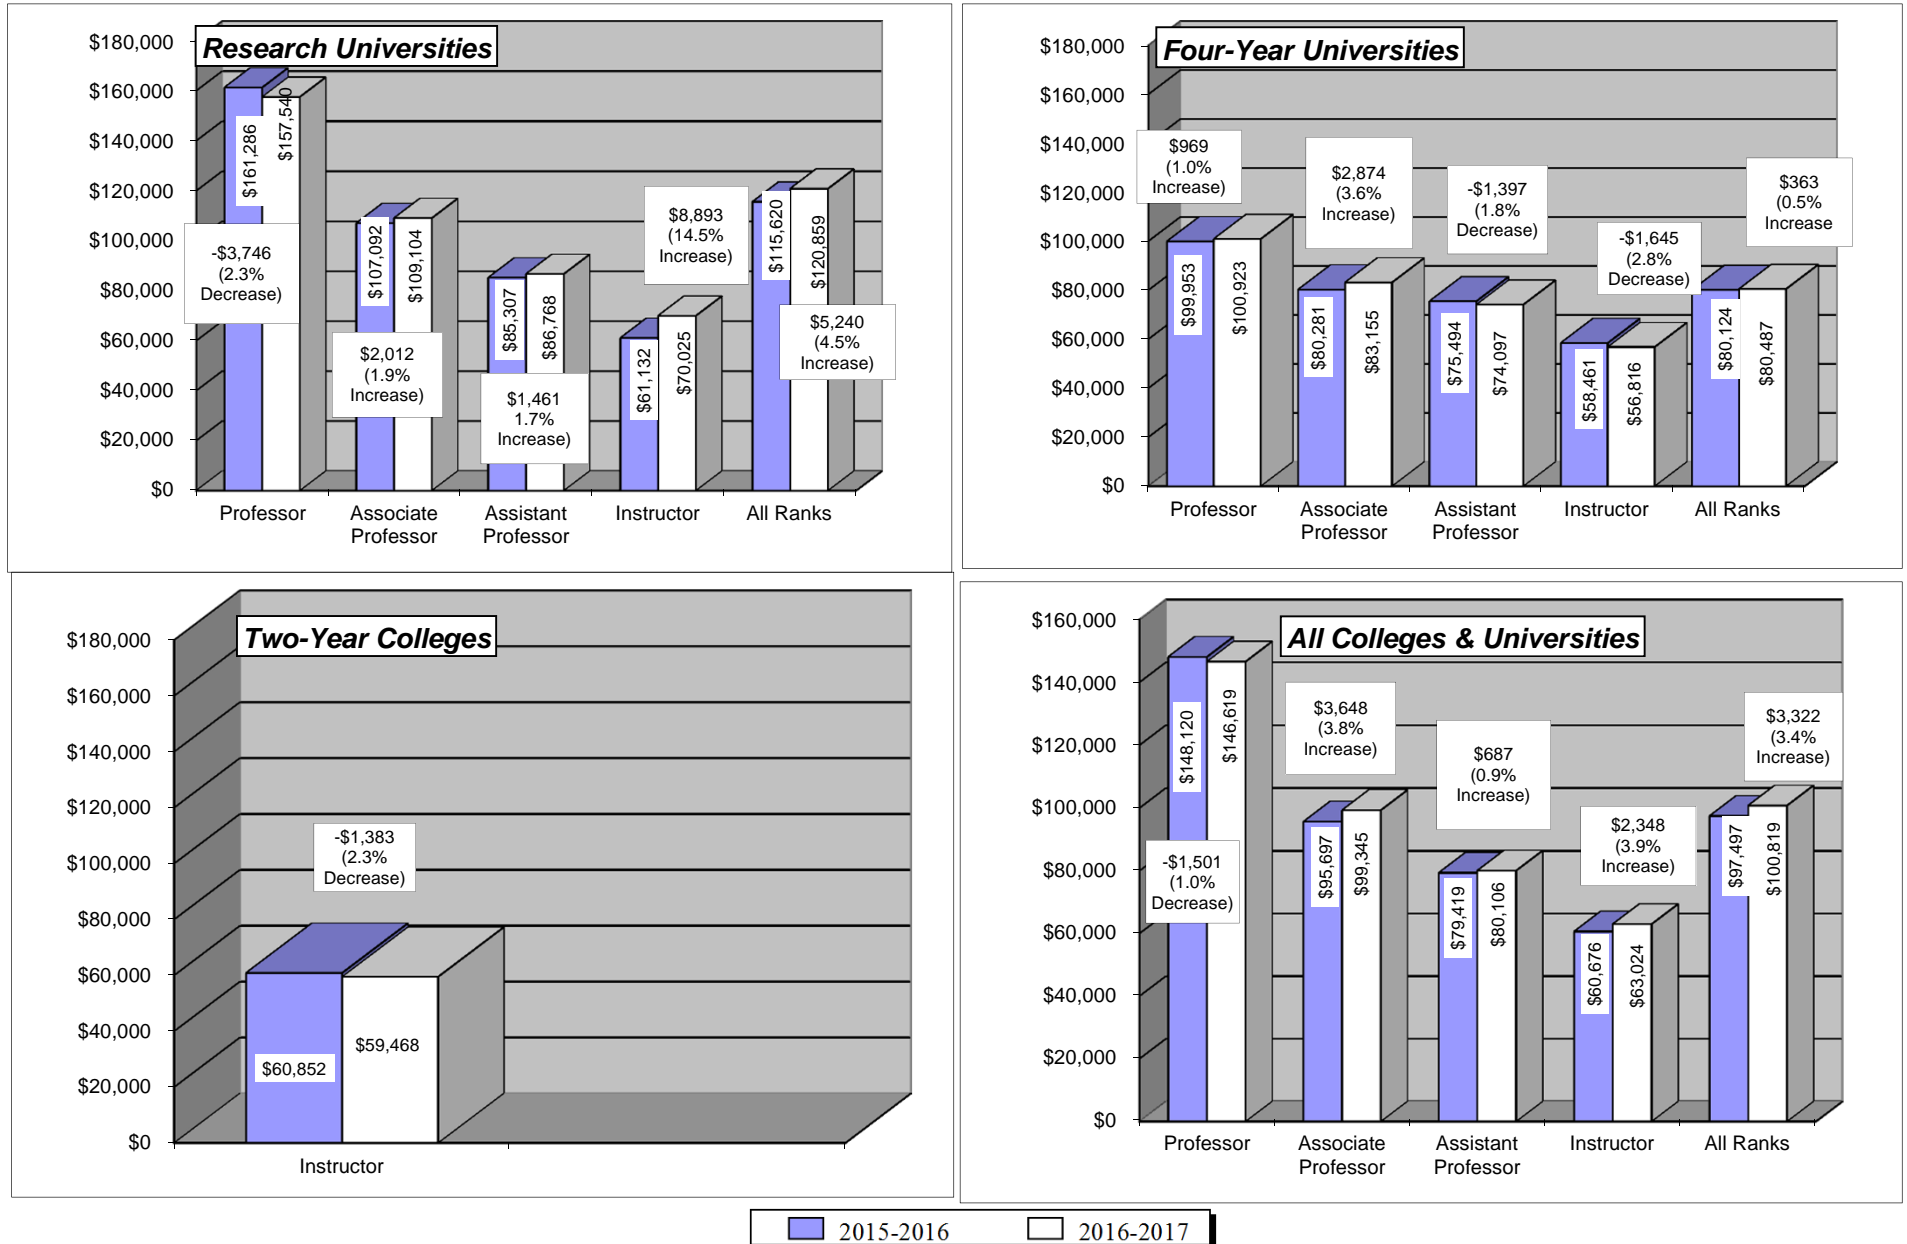 Research Universities
$180,000
$160,000
$140,000
$120,000
$100,000
$80,000
$60,000
$40,000
$20,000
$0
$161,286
$157,540
-$3,746
(2.3%
Decrease)
$107,092
$109,104
$2,012
(1.9%
Increase)
$85,307
$86,768
$1,461
1.7%
Increase)
$61,132
$70,025
$8,893
(14.5%
Increase)
$115,620
$120,859
$5,240
(4.5%
Increase)
Professor
Associate
Professor
Assistant
Professor
Instructor
All Ranks
Four-Year Universities
$180,000
$160,000
$140,000
$120,000
$100,000
$80,000
$60,000
$40,000
$20,000
$0
$969
(1.0%
Increase)
$99,953
$100,923
$2,874
(3.6%
Increase)
$80,281
$83,155
-$1,397
(1.8%
Decrease)
$75,494
$74,097
-$1,645
(2.8%
Decrease)
$58,461
$56,816
$363
(0.5%
Increase
$80,124
$80,487
Professor
Associate
Professor
Assistant
Professor
Instructor
All Ranks
Two-Year Colleges
$180,000
$160,000
$140,000
$120,000
$100,000
$80,000
$60,000
$40,000
$20,000
$0
-$1,383
(2.3%
Decrease)
$60,852
$59,468
Instructor
All Colleges & Universities
$160,000
$140,000
$120,000
$100,000
$80,000
$60,000
$40,000
$20,000
$0
$148,120
$146,619
-$1,501
(1.0%
Decrease)
$3,648
(3.8%
Increase)
$95,697
$99,345
$687
(0.9%
Increase)
$79,419
$80,106
$2,348
(3.9%
Increase)
$60,676
$63,024
$3,322
(3.4%
Increase)
$97,497
$100,819
Professor
Associate
Professor
Assistant
Professor
Instructor
All Ranks
2015-2016
2016-2017